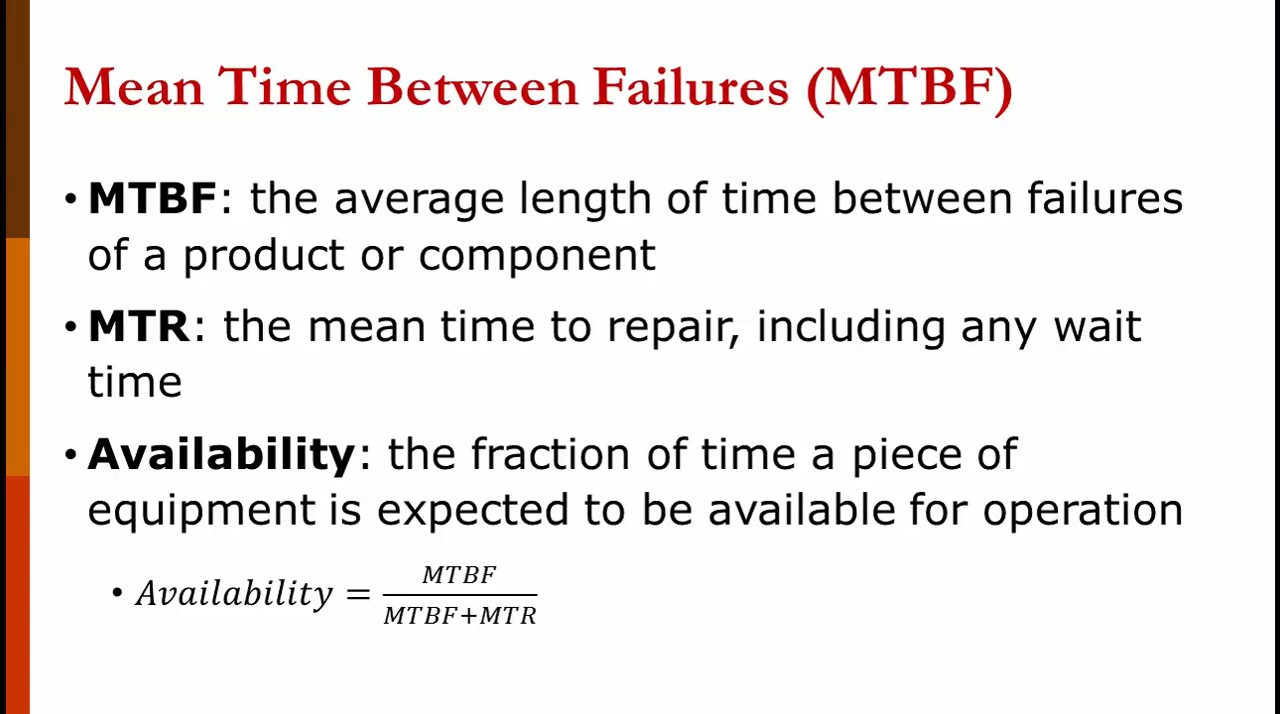 Mean Time Between Failures (MTBF)
• MTBF: the average length of time between failures
of a product or component
• MTR: the mean time to repair, including any wait
time
• Availability: the fraction of time a piece of
equipment is expected to be available for operation
• Availability = MTBF / MTBF+MTR